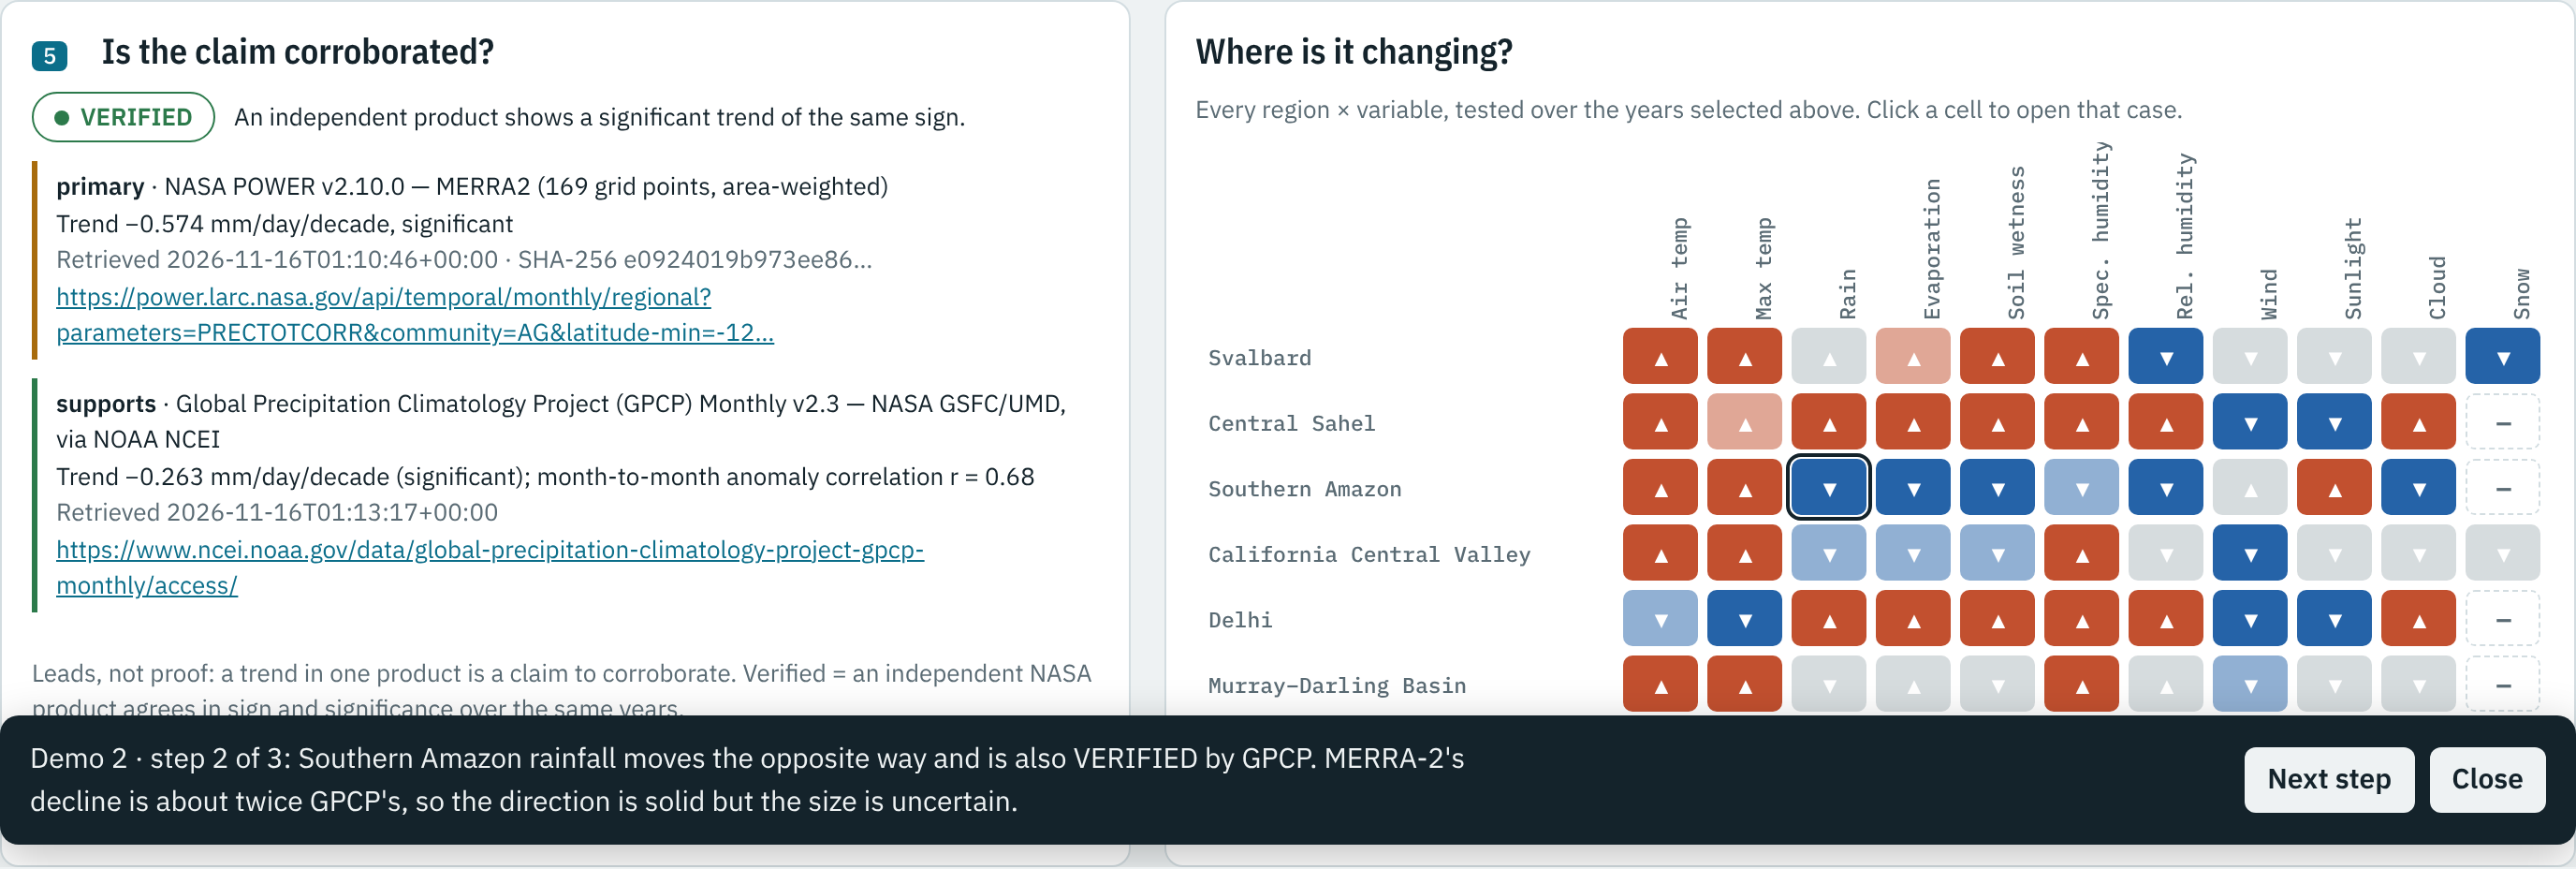 5 Is the claim corroborated?
VERIFIED An independent product shows a significant trend of the same sign.
primary · NASA POWER v2.10.0 — MERRA2 (169 grid points, area-weighted)
Trend −0.574 mm/day/decade, significant
Retrieved 2026-11-16T01:10:46+00:00 · SHA-256 e0924019b973ee86…
https://power.larc.nasa.gov/api/temporal/monthly/regional?
parameters=PRECTOTCORR&community=AG&latitude-min=-12…
supports · Global Precipitation Climatology Project (GPCP) Monthly v2.3 — NASA GSFC/UMD,
via NOAA NCEI
Trend −0.263 mm/day/decade (significant); month-to-month anomaly correlation r = 0.68
Retrieved 2026-11-16T01:13:17+00:00
https://www.ncei.noaa.gov/data/global-precipitation-climatology-project-gpcp-
monthly/access/
Leads, not proof: a trend in one product is a claim to corroborate. Verified = an independent NASA
product agrees in sign and significance over the same years.
Where is it changing?
Every region × variable, tested over the years selected above. Click a cell to open that case.
Air temp
Max temp
Rain
Evaporation
Soil wetness
Spec. humidity
Rel. humidity
Wind
Sunlight
Cloud
Snow
Svalbard ▲ ▲ ▲ ▲ ▲ ▲ ▼ ▼ ▼ ▼ ▼
Central Sahel ▲ ▲ ▲ ▲ ▲ ▲ ▲ ▼ ▼ ▲ –
Southern Amazon ▲ ▲ ▼ ▼ ▼ ▼ ▼ ▲ ▲ ▼ –
California Central Valley ▲ ▲ ▼ ▼ ▼ ▲ ▼ ▼ ▼ ▼ ▼
Delhi ▼ ▼ ▲ ▲ ▲ ▲ ▲ ▼ ▼ ▲ –
Murray–Darling Basin ▲ ▲ ▼ ▲ ▼ ▲ ▲ ▼ ▼ ▼ –
Demo 2 · step 2 of 3: Southern Amazon rainfall moves the opposite way and is also VERIFIED by GPCP. MERRA-2's
decline is about twice GPCP's, so the direction is solid but the size is uncertain.
Next step
Close